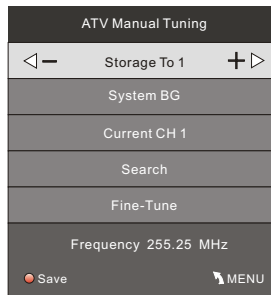 ATV Manual Tuning
Storage To 1
System BG
Current CH 1
Search
Fine-Tune
Frequency 255.25 MHz
Save MENU